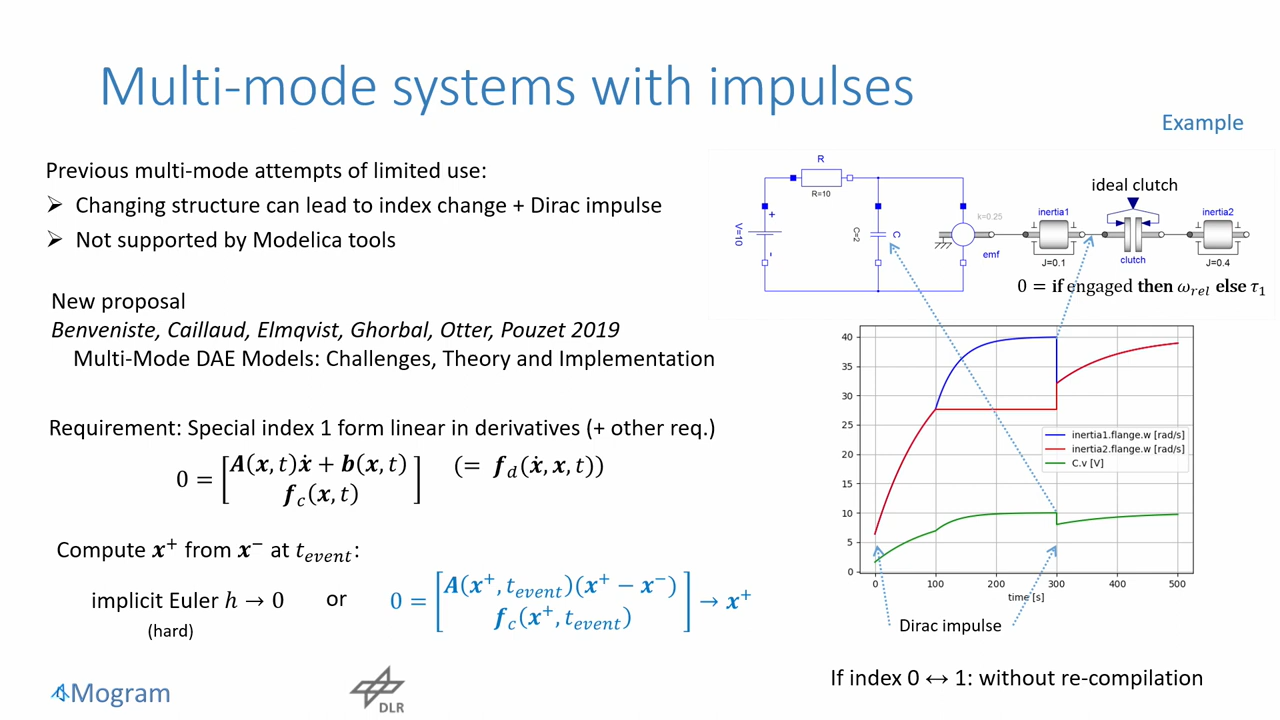 Multi-mode systems with impulses
Example
Previous multi-mode attempts of limited use:
➢ Changing structure can lead to index change + Dirac impulse
➢ Not supported by Modelica tools
New proposal
Benveniste, Caillaud, Elmqvist, Ghorbal, Otter, Pouzet 2019
Multi-Mode DAE Models: Challenges, Theory and Implementation
Requirement: Special index 1 form linear in derivatives (+ other req.)
0 = [A(x, t)ẋ + b(x, t)
f_c(x, t)] (= f_d(ẋ, x, t))
Compute x⁺ from x⁻ at t_event:
implicit Euler h → 0
(hard)
or
0 = [A(x⁺, t_event)(x⁺ − x⁻)
f_c(x⁺, t_event)] → x⁺
R
R=10
V=10
+
-
C=2
C
k=0.25
emf
ideal clutch
inertia1
J=0.1
clutch
inertia2
J=0.4
0 = if engaged then ω_rel else τ₁
40
35
30
25
20
15
10
5
0
inertia1.flange.w [rad/s]
inertia2.flange.w [rad/s]
C.v [V]
0 100 200 300 400 500
time [s]
Dirac impulse
If index 0 ↔ 1: without re-compilation
Mogram
DLR